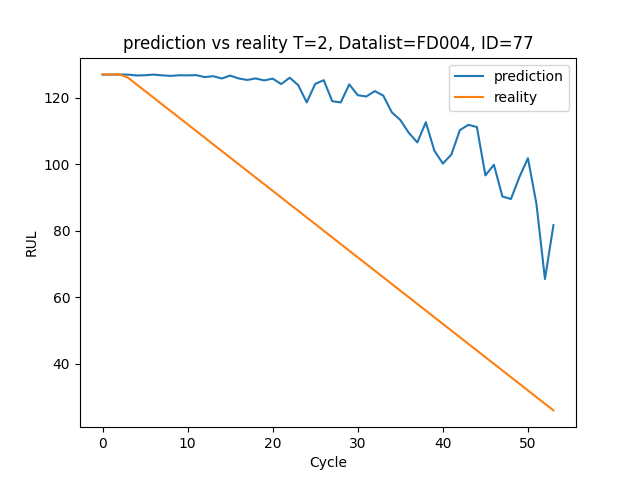 prediction vs reality T=2, Datalist=FD004, ID=77
prediction
reality
RUL
120
100
80
60
40
0 10 20 30 40 50
Cycle